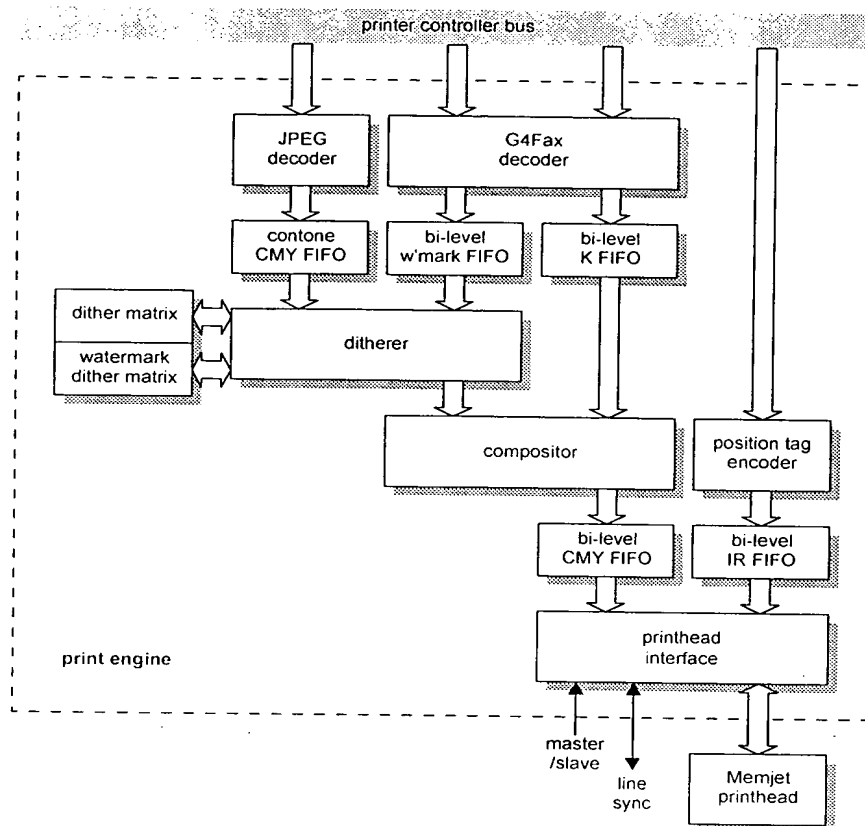 printer controller bus
JPEG
decoder
G4Fax
decoder
contone
CMY FIFO
bi-level
w'mark FIFO
bi-level
K FIFO
dither matrix
watermark
dither matrix
ditherer
compositor
position tag
encoder
bi-level
CMY FIFO
bi-level
IR FIFO
print engine
printhead
interface
master
/slave
line
sync
Memjet
printhead